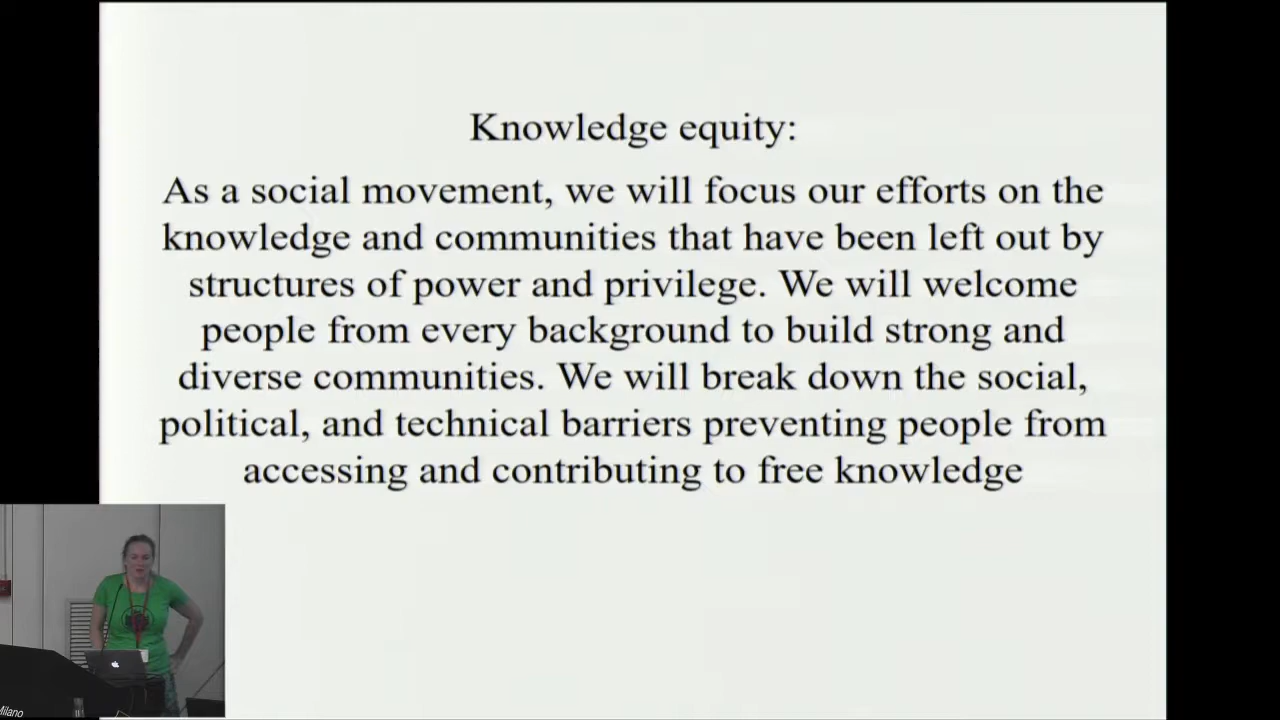 Knowledge equity:
As a social movement, we will focus our efforts on the
knowledge and communities that have been left out by
structures of power and privilege. We will welcome
people from every background to build strong and
diverse communities. We will break down the social,
political, and technical barriers preventing people from
accessing and contributing to free knowledge
Milano